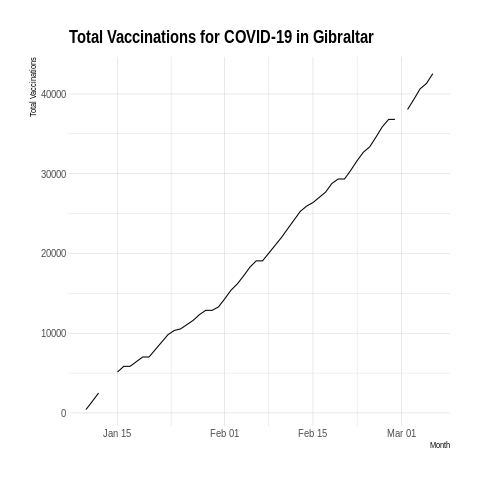 Total Vaccinations for COVID-19 in Gibraltar
Total Vaccinations
40000
30000
20000
10000
0
Jan 15 Feb 01 Feb 15 Mar 01
Month